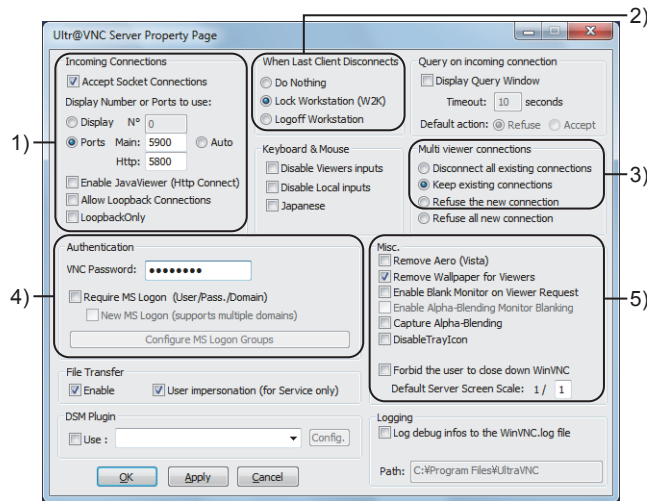 2)
Ultr@VNC Server Property Page
1)
Incoming Connections
Accept Socket Connections
Display Number or Ports to use:
Display N° 0
Ports Main: 5900 Auto
Http: 5800
Enable JavaViewer (Http Connect)
Allow Loopback Connections
LoopbackOnly
When Last Client Disconnects
Do Nothing
Lock Workstation (W2K)
Logoff Workstation
Keyboard & Mouse
Disable Viewers inputs
Disable Local inputs
Japanese
Query on incoming connection
Display Query Window
Timeout: 10 seconds
Default action: Refuse Accept
3)
Multi viewer connections
Disconnect all existing connections
Keep existing connections
Refuse the new connection
Refuse all new connection
4)
Authentication
VNC Password: ●●●●●●●●
Require MS Logon (User/Pass./Domain)
New MS Logon (supports multiple domains)
Configure MS Logon Groups
5)
Misc.
Remove Aero (Vista)
Remove Wallpaper for Viewers
Enable Blank Monitor on Viewer Request
Enable Alpha-Blending Monitor Blanking
Capture Alpha-Blending
DisableTrayIcon
Forbid the user to close down WinVNC
Default Server Screen Scale: 1 / 1
File Transfer
Enable User impersonation (for Service only)
DSM Plugin
Use : Config.
Logging
Log debug infos to the WinVNC.log file
Path: C:¥Program Files¥UltraVNC
OK Apply Cancel